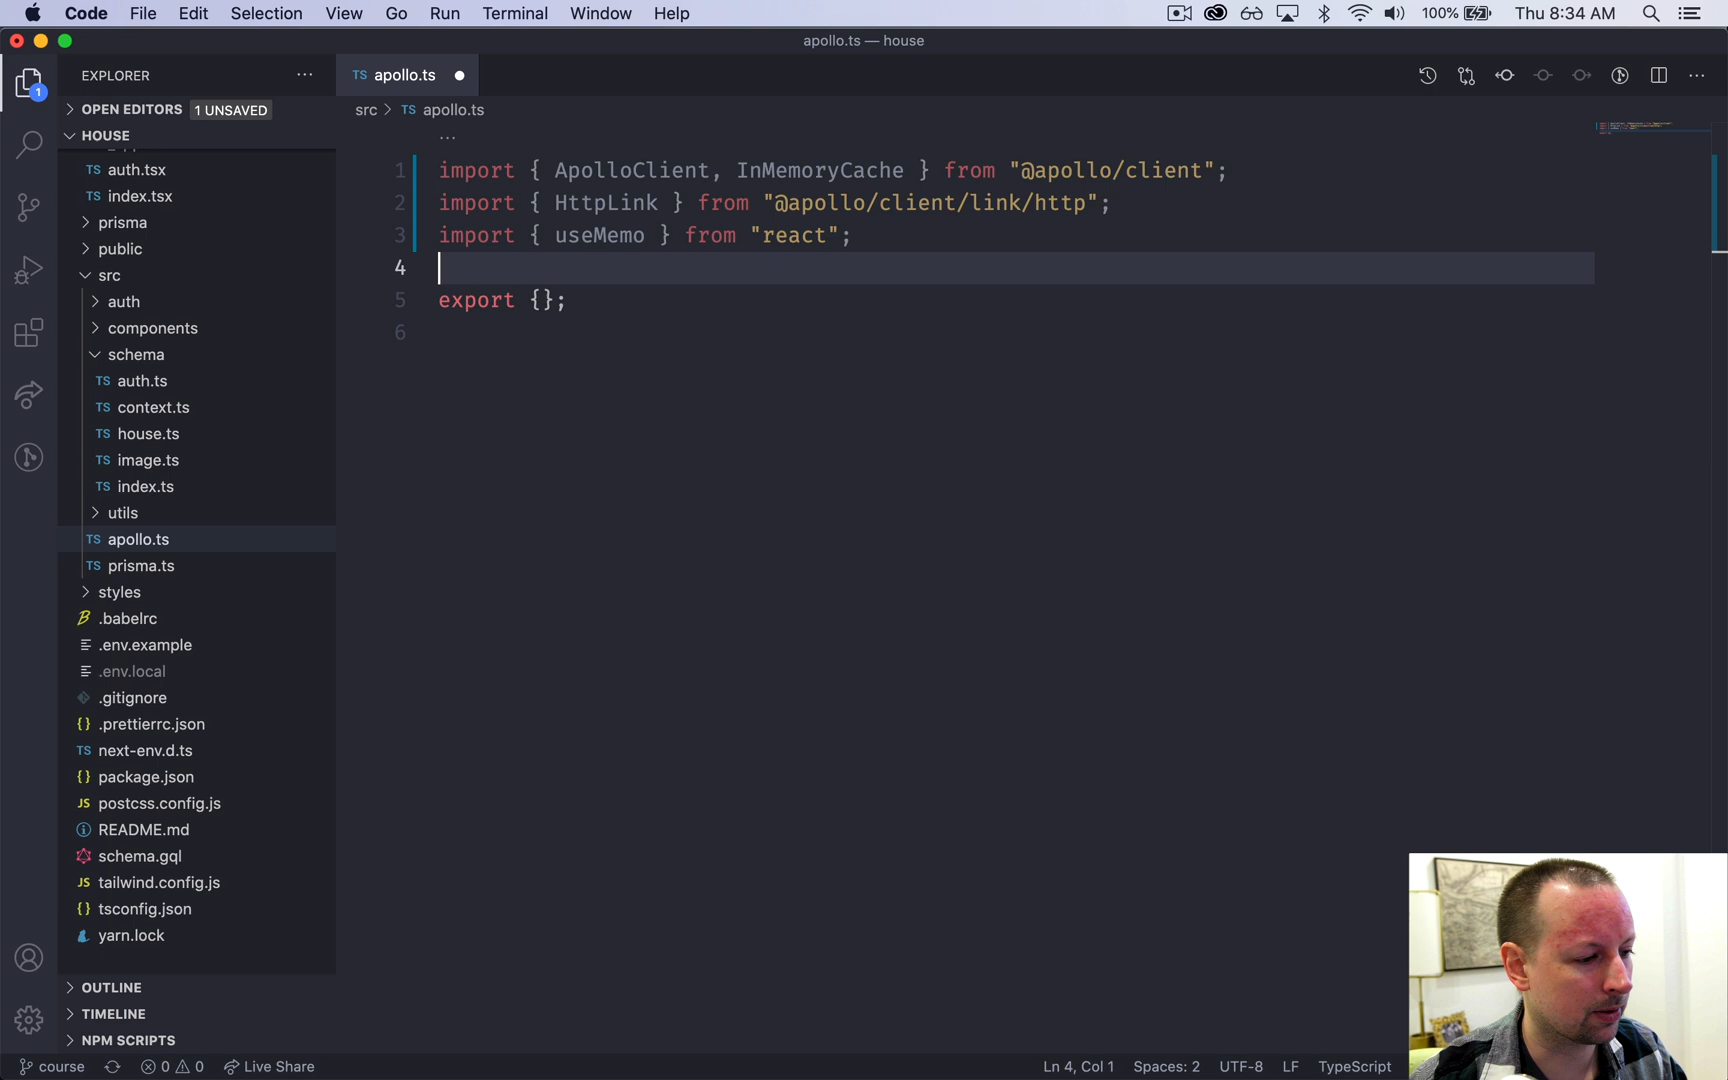 Code File Edit Selection View Go Run Terminal Window Help 100% Thu 8:34 AM
apollo.ts — house
EXPLORER ···
TS apollo.ts ●
1
OPEN EDITORS 1 UNSAVED
src > TS apollo.ts
HOUSE
...
TS auth.tsx
TS index.tsx
prisma
public
src
auth
components
schema
TS auth.ts
TS context.ts
TS house.ts
TS image.ts
TS index.ts
utils
TS apollo.ts
TS prisma.ts
styles
.babelrc
.env.example
.env.local
.gitignore
{} .prettierrc.json
TS next-env.d.ts
{} package.json
JS postcss.config.js
README.md
schema.gql
JS tailwind.config.js
{} tsconfig.json
yarn.lock
OUTLINE
TIMELINE
NPM SCRIPTS
1 import { ApolloClient, InMemoryCache } from "@apollo/client";
2 import { HttpLink } from "@apollo/client/link/http";
3 import { useMemo } from "react";
4
5 export {};
6
course 0 0 Live Share Ln 4, Col 1 Spaces: 2 UTF-8 LF TypeScript